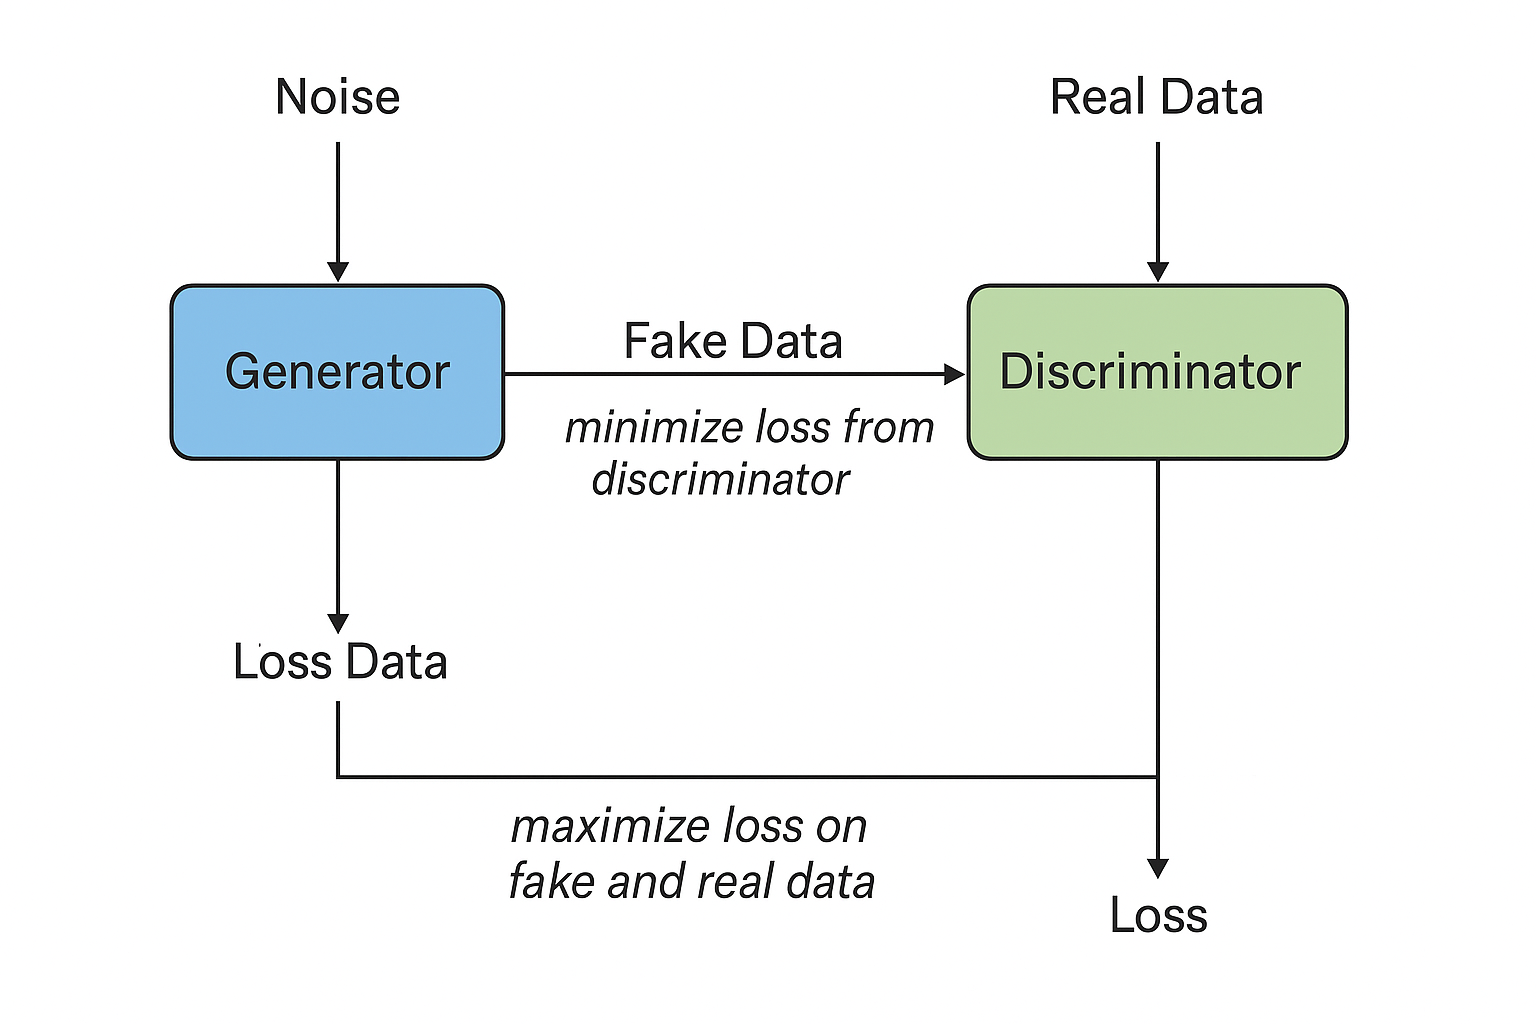 Noise
Real Data
Generator
Fake Data
Discriminator
minimize loss from
discriminator
Loss Data
maximize loss on
fake and real data
Loss